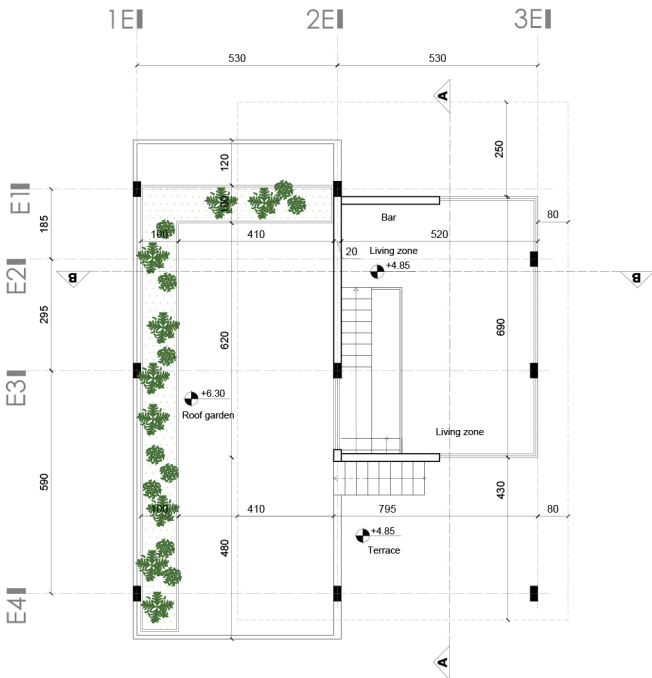 1E 2E 3E
530 530
A
120 250
E1
100
185 Bar 80
100 410 20 520
Living zone
E2 +4.85
B B
295 620 690
E3
+6.30
Roof garden
Living zone
590 430
100 410 795 80
480 +4.85
Terrace
E4
A